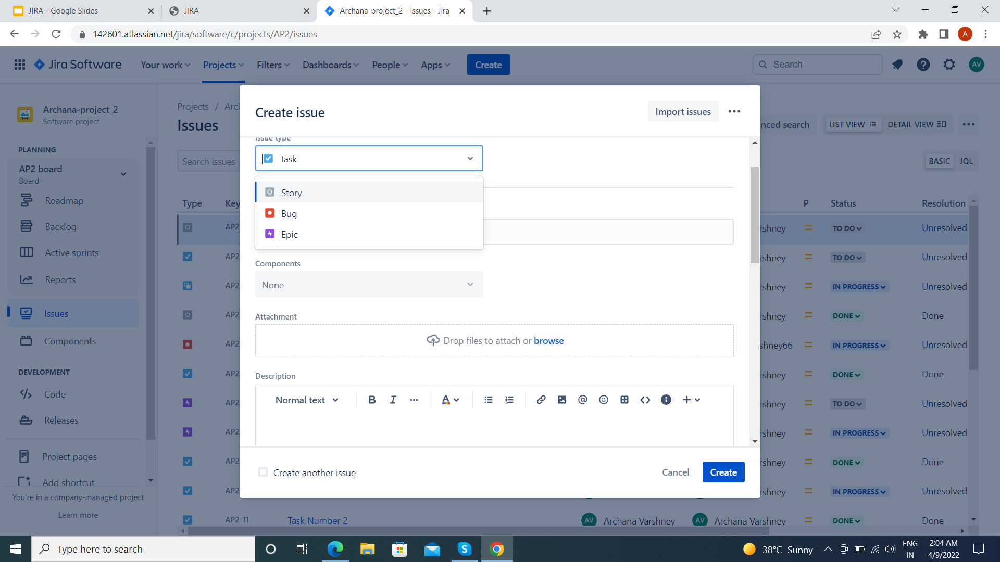 JIRA - Google Slides
JIRA
Archana-project_2 - Issues - Jira
142601.atlassian.net/jira/software/c/projects/AP2/issues
A
Jira Software
Your work
Projects
Filters
Dashboards
People
Apps
Create
Search
AV
Archana-project_2
Software project
PLANNING
AP2 board
Board
Roadmap
Backlog
Active sprints
Reports
Issues
Components
DEVELOPMENT
Code
Releases
Project pages
Add shortcut
You're in a company-managed project
Learn more
Projects / Arc
Issues
nced search
LIST VIEW
DETAIL VIEW
Search issues
BASIC
JQL
Type Key P Status Resolution
AP2 rshney TO DO Unresolved
AP2 rshney TO DO Unresolved
AP2 rshney IN PROGRESS Unresolved
AP2 rshney DONE Done
AP2 shney66 IN PROGRESS Unresolved
AP2 rshney DONE Done
AP2 rshney TO DO Unresolved
AP2 rshney IN PROGRESS Unresolved
AP2 rshney DONE Done
AP2 rshney IN PROGRESS Unresolved
AP2-11 Task Number 2 AV Archana Varshney AV Archana Varshney DONE Done
Create issue
Import issues
Issue type
Task
Story
Bug
Epic
Components
None
Attachment
Drop files to attach or browse
Description
Normal text
B I A
Create another issue
Cancel
Create
Type here to search
38°C Sunny
ENG
IN
2:04 AM
4/9/2022